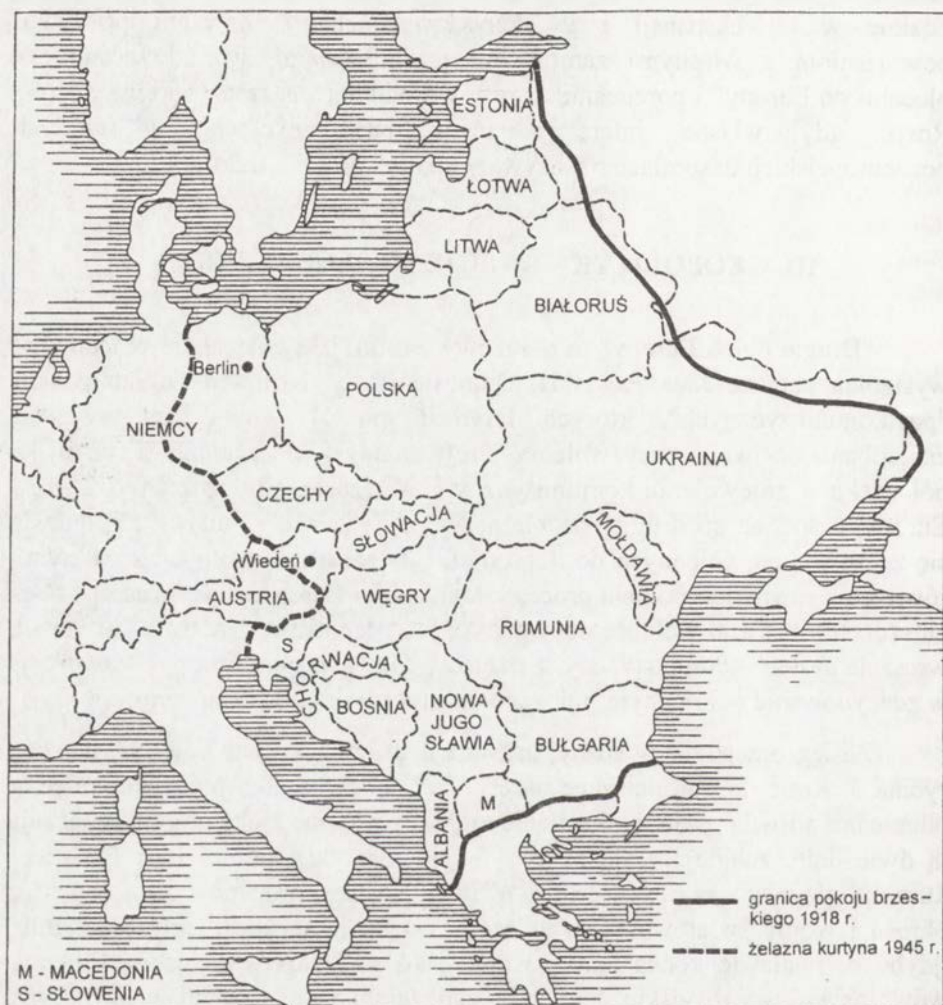 ESTONIA
ŁOTWA
LITWA
BIAŁORUŚ
Berlin
POLSKA
NIEMCY
UKRAINA
CZECHY
SŁOWACJA
MOŁDAWIA
Wiedeń
AUSTRIA
WĘGRY
RUMUNIA
S
CHORWACJA
BOŚNIA
NOWA
JUGO
SŁAWIA
BUŁGARIA
ALBANIA
M
granica pokoju brzes-
kiego 1918 r.
żelazna kurtyna 1945 r.
M - MACEDONIA
S - SŁOWENIA